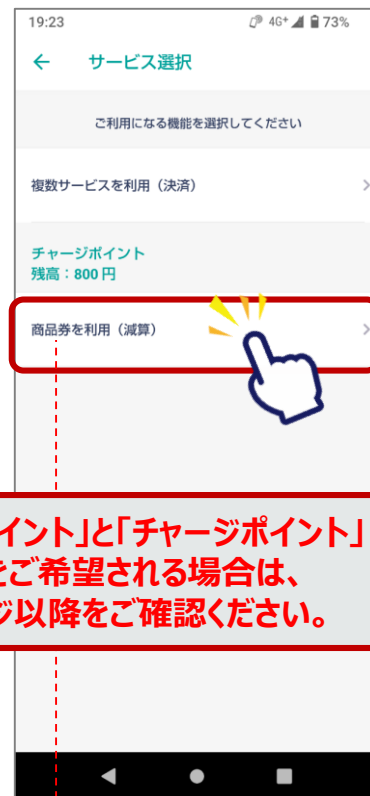 19:23 4G+ 73%
← サービス選択
ご利用になる機能を選択してください
複数サービスを利用（決済）
チャージポイント
残高：800 円
商品券を利用（減算）
イント」と「チャージポイント」
をご希望される場合は、
ジ以降をご確認ください。